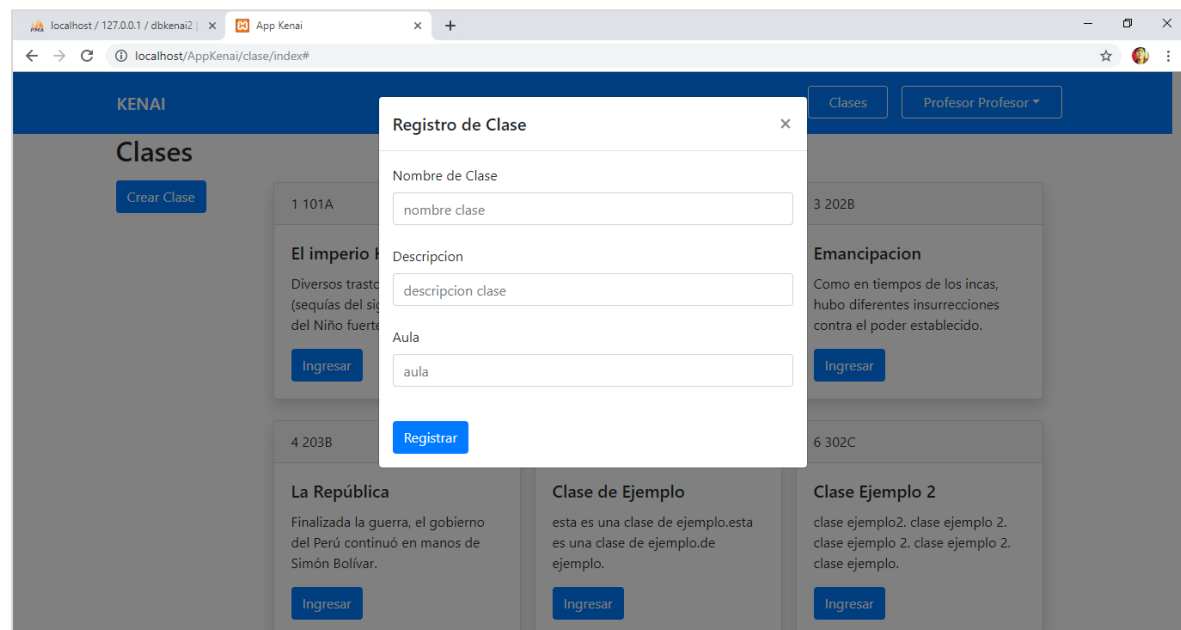 localhost / 127.0.0.1 / dbkenai2 |
App Kenai
localhost/AppKenai/clase/index#
KENAI
Clases
Profesor Profesor
Clases
Crear Clase
Registro de Clase
×
Nombre de Clase
nombre clase
Descripcion
descripcion clase
Aula
aula
Registrar
1 101A
El imperio
Diversos
(sequías del
del Niño
Ingresar
3 202B
Emancipacion
Como en tiempos de los incas,
hubo diferentes insurrecciones
contra el poder establecido.
Ingresar
4 203B
La República
Finalizada la guerra, el gobierno
del Perú continuó en manos de
Simón Bolívar.
Ingresar
Clase de Ejemplo
esta es una clase de ejemplo.esta
es una clase de ejemplo.de
ejemplo.
Ingresar
6 302C
Clase Ejemplo 2
clase ejemplo2. clase ejemplo 2.
clase ejemplo 2. clase ejemplo 2.
clase ejemplo.
Ingresar